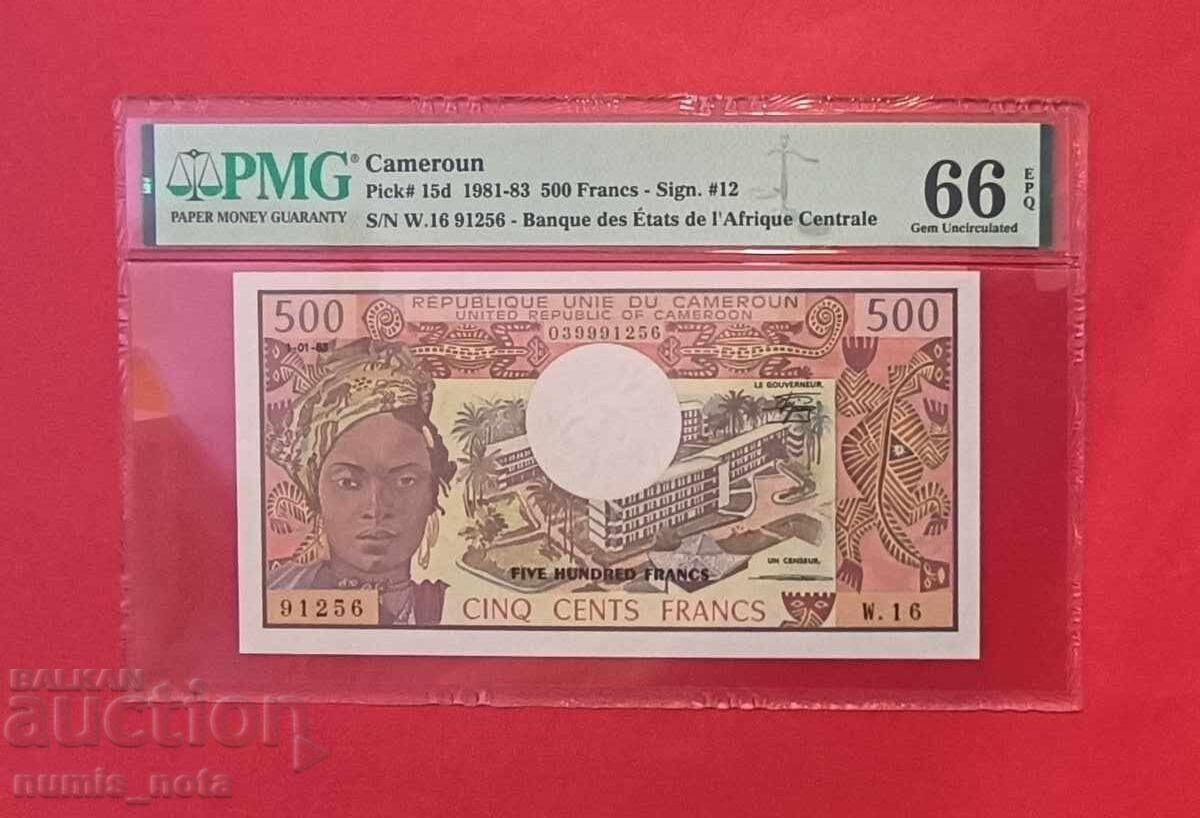 PMG® Cameroun
PAPER MONEY GUARANTY
Pick# 15d 1981-83 500 Francs - Sign. #12
S/N W.16 91256 - Banque des États de l'Afrique Centrale
66 EPQ
Gem Uncirculated
500 RÉPUBLIQUE UNIE DU CAMEROUN 500
UNITED REPUBLIC OF CAMEROON
039991256
LE GOUVERNEUR,
UN CENSEUR,
FIVE HUNDRED FRANCS
CINQ CENTS FRANCS
91256
W.16
BALKAN
auction
numis_nota